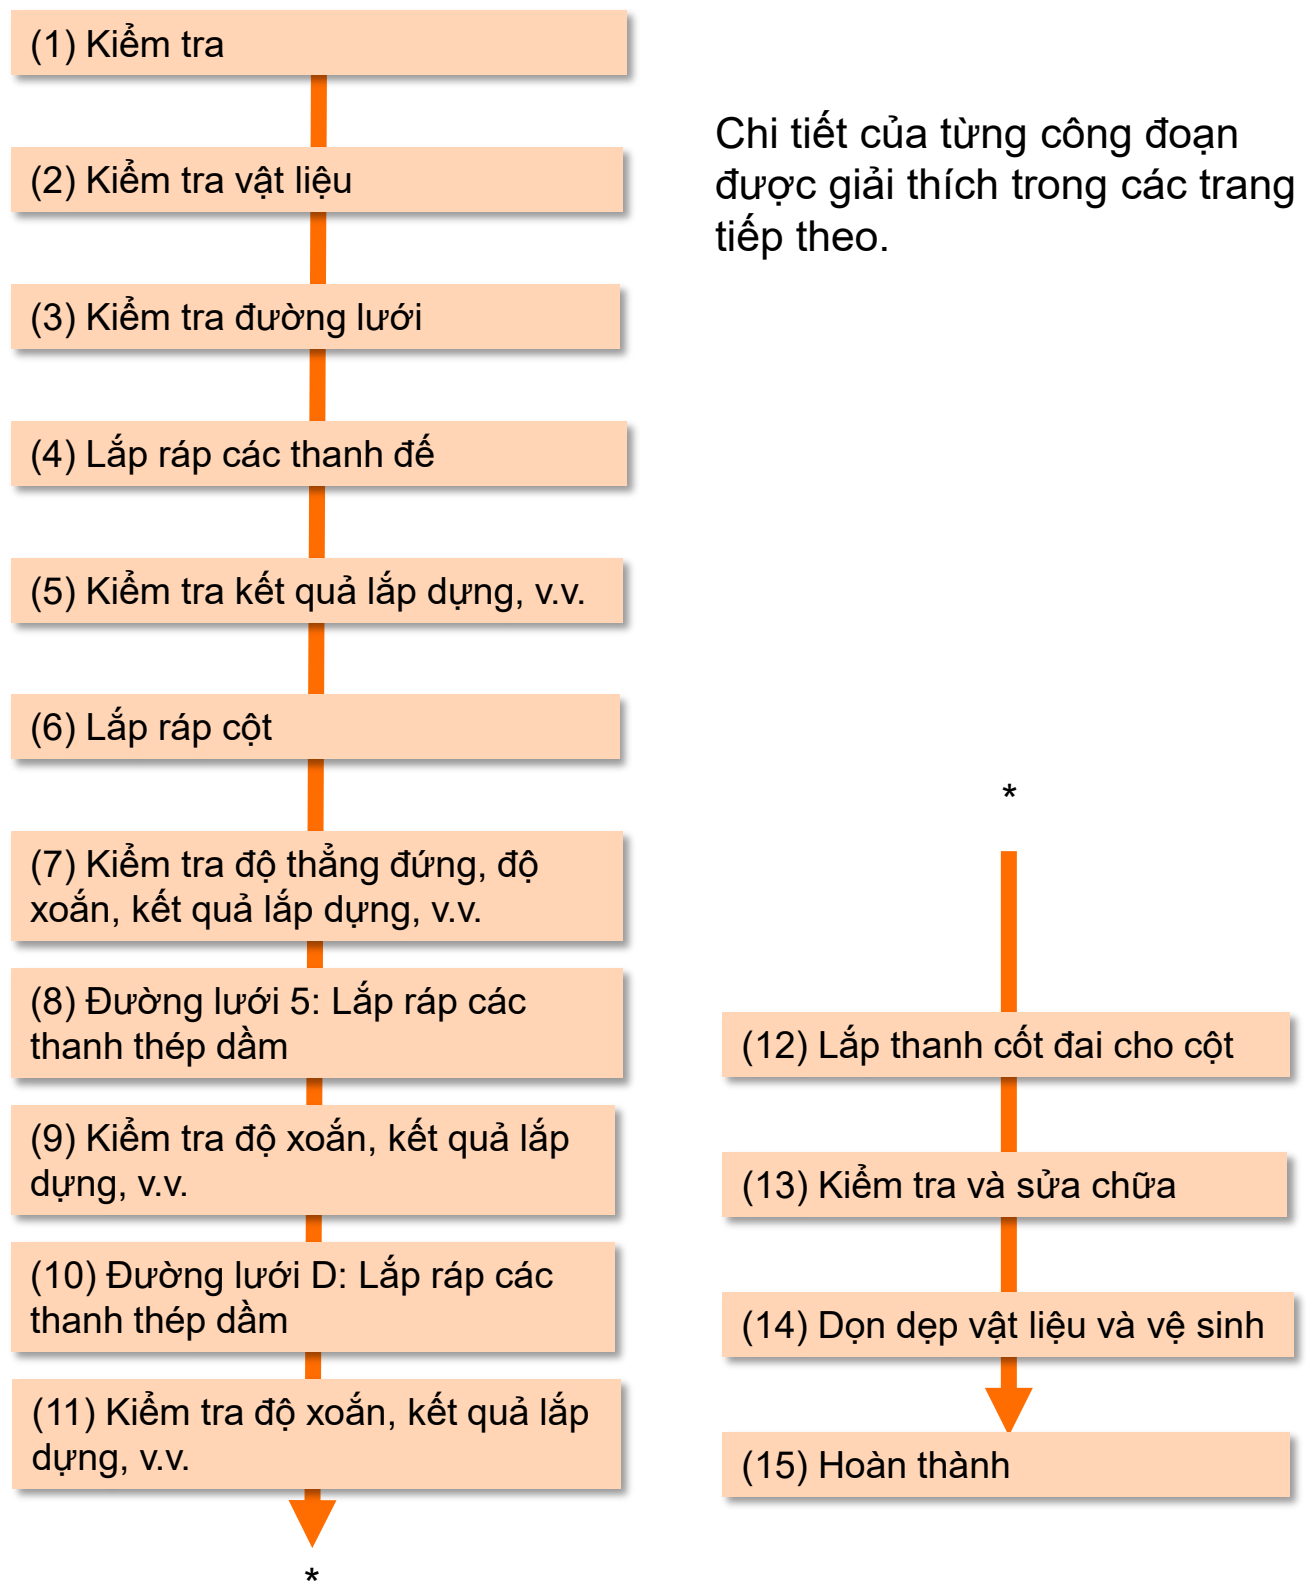 (1) Kiểm tra
(2) Kiểm tra vật liệu
(3) Kiểm tra đường lưới
(4) Lắp ráp các thanh đế
(5) Kiểm tra kết quả lắp dựng, v.v.
(6) Lắp ráp cột
(7) Kiểm tra độ thẳng đứng, độ
xoắn, kết quả lắp dựng, v.v.
(8) Đường lưới 5: Lắp ráp các
thanh thép dầm
(9) Kiểm tra độ xoắn, kết quả lắp
dựng, v.v.
(10) Đường lưới D: Lắp ráp các
thanh thép dầm
(11) Kiểm tra độ xoắn, kết quả lắp
dựng, v.v.
*
Chi tiết của từng công đoạn
được giải thích trong các trang
tiếp theo.
*
(12) Lắp thanh cốt đai cho cột
(13) Kiểm tra và sửa chữa
(14) Dọn dẹp vật liệu và vệ sinh
(15) Hoàn thành